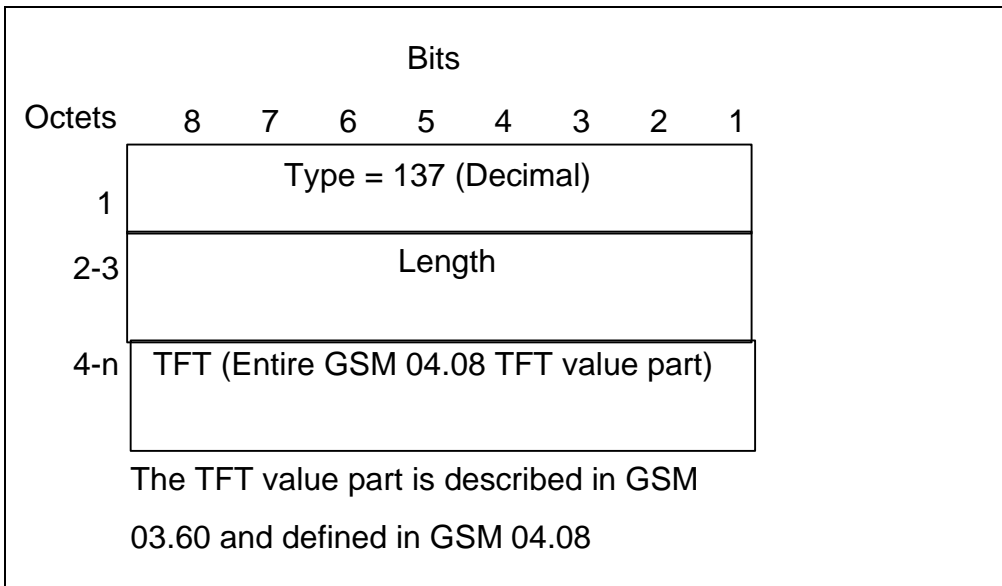 Bits
Octets 8 7 6 5 4 3 2 1
Type = 137 (Decimal)
1
2-3 Length
4-n TFT (Entire GSM 04.08 TFT value part)
The TFT value part is described in GSM
03.60 and defined in GSM 04.08